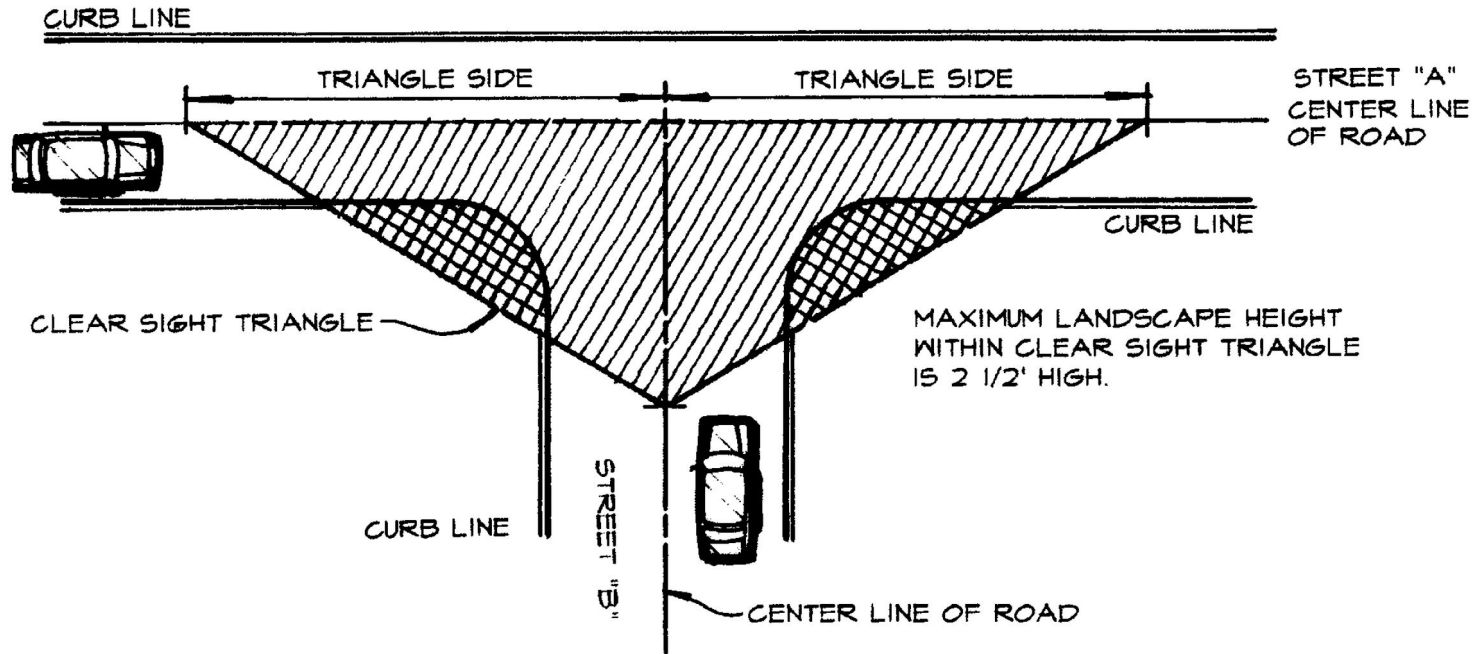 CURB LINE
TRIANGLE SIDE
TRIANGLE SIDE
STREET "A"
CENTER LINE
OF ROAD
CURB LINE
CLEAR SIGHT TRIANGLE
MAXIMUM LANDSCAPE HEIGHT
WITHIN CLEAR SIGHT TRIANGLE
IS 2 1/2' HIGH.
CURB LINE
STREET "B"
CENTER LINE OF ROAD